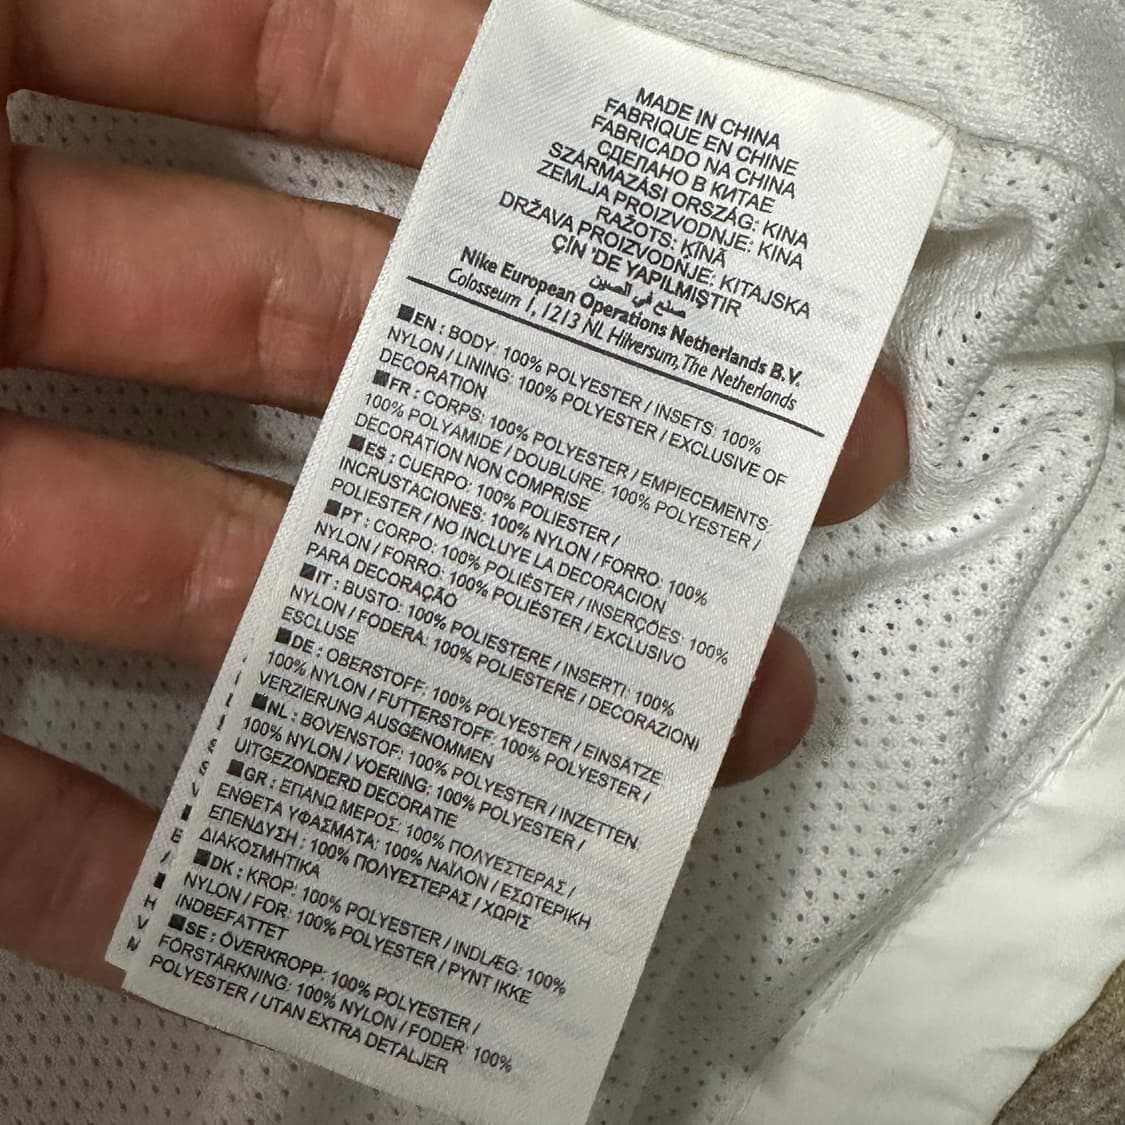 MADE IN CHINA
FABRIQUE EN CHINE
FABRICADO NA CHINA
СДЕЛАНО В КИТАЕ
SZÁRMAZÁSI ORSZÁG: KINA
ZEMLJA PROIZVODNJE: KINA
RAŽOTS: ĶĪNĀ
DRŽAVA PROIZVODNJE: KITAJSKA
ÇİN 'DE YAPILMIŞTIR
صنع في الصين
Nike European Operations Netherlands B.V.
Colosseum 1, 1213 NL Hilversum, The Netherlands
EN : BODY: 100% POLYESTER / INSETS: 100%
NYLON / LINING: 100% POLYESTER / EXCLUSIVE OF
DECORATION
FR : CORPS: 100% POLYESTER / EMPIECEMENTS:
100% POLYAMIDE / DOUBLURE: 100% POLYESTER /
DECORATION NON COMPRISE
ES : CUERPO: 100% POLIESTER /
INCRUSTACIONES: 100% NYLON / FORRO: 100%
POLIESTER / NO INCLUYE LA DECORACION
PT : CORPO: 100% POLIÉSTER / INSERÇÕES: 100%
NYLON / FORRO: 100% POLIÉSTER / EXCLUSIVO
PARA DECORAÇÃO
IT : BUSTO: 100% POLIESTERE / INSERTI: 100%
NYLON / FODERA: 100% POLIESTERE / DECORAZIONI
ESCLUSE
DE : OBERSTOFF: 100% POLYESTER / EINSÄTZE:
100% NYLON / FUTTERSTOFF: 100% POLYESTER /
VERZIERUNG AUSGENOMMEN
NL : BOVENSTOF: 100% POLYESTER / INZETTEN:
100% NYLON / VOERING: 100% POLYESTER /
UITGEZONDERD DECORATIE
GR : ΕΠΑΝΩ ΜΕΡΟΣ: 100% ΠΟΛΥΕΣΤΕΡΑΣ /
ΕΝΘΕΤΑ ΥΦΑΣΜΑΤΑ: 100% ΝΑΪΛΟΝ / ΕΣΩΤΕΡΙΚΗ
ΕΠΕΝΔΥΣΗ : 100% ΠΟΛΥΕΣΤΕΡΑΣ / ΧΩΡΙΣ
ΔΙΑΚΟΣΜΗΤΙΚΑ
DK : KROP: 100% POLYESTER / INDLÆG: 100%
NYLON / FOR: 100% POLYESTER / PYNT IKKE
INDBEFATTET
SE : ÖVERKROPP: 100% POLYESTER /
FÖRSTÄRKNING: 100% NYLON / FODER: 100%
POLYESTER / UTAN EXTRA DETALJER